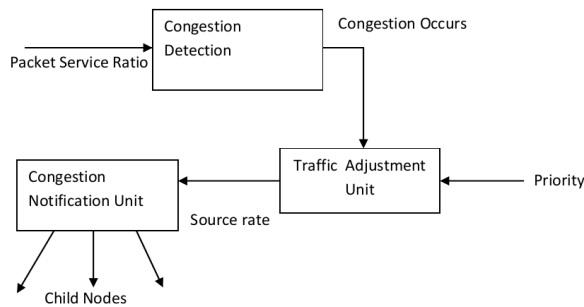 Congestion
Detection
Congestion Occurs
Packet Service Ratio
Traffic Adjustment
Unit
Priority
Congestion
Notification Unit
Source rate
Child Nodes